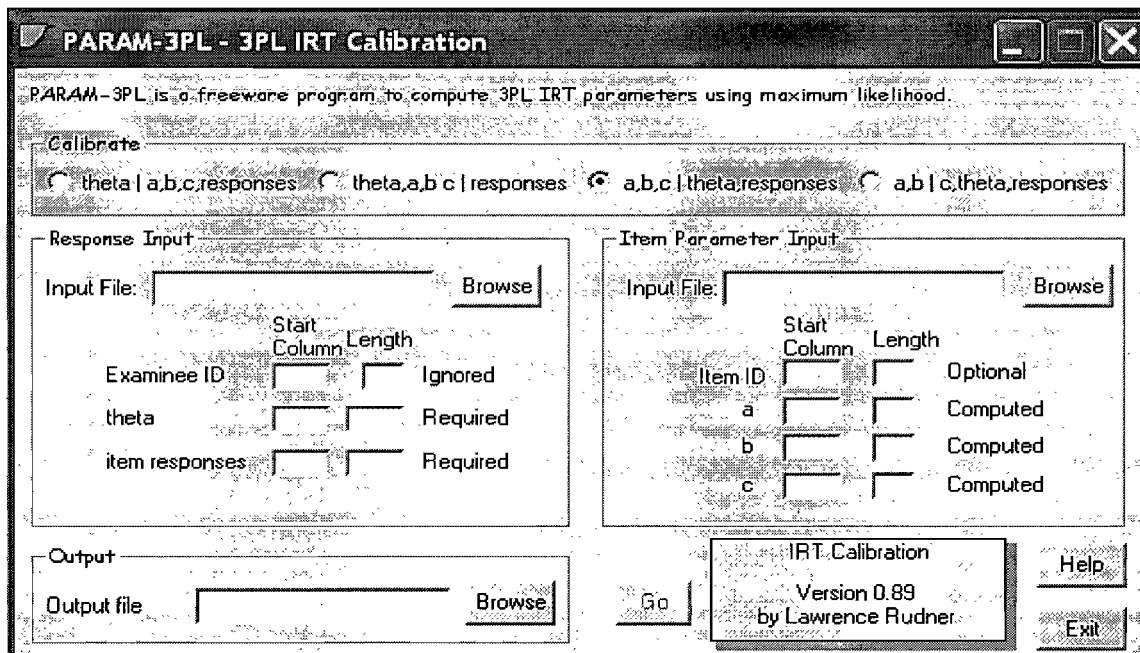 PARAM-3PL - 3PL IRT Calibration
PARAM-3PL is a freeware program to compute 3PL IRT parameters using maximum likelihood.
Calibrate
theta | a,b,c,responses theta,a,b c | responses a,b,c | theta,responses a,b | c,theta,responses
Response Input
Input File: Browse
Start
Column Length
Examinee ID Ignored
theta Required
item responses Required
Item Parameter Input
Input File: Browse
Start
Column Length
Item ID Optional
a Computed
b Computed
c Computed
Output
Output file Browse
Go
IRT Calibration
Version 0.89
by Lawrence Rudner
Help
Exit